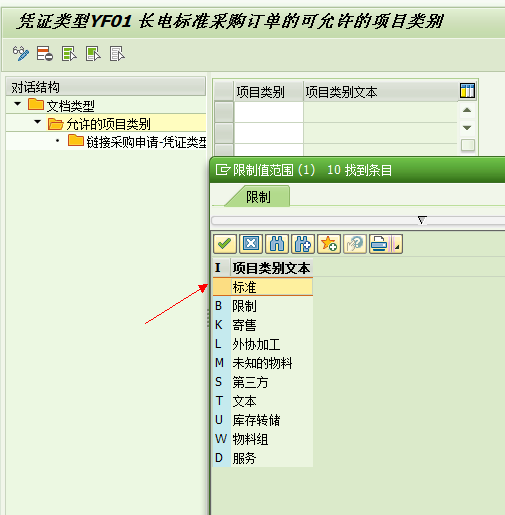 凭证类型YF01 长电标准采购订单的可允许的项目类别
对话结构
文档类型
允许的项目类别
链接采购申请-凭证类型
项目类别 项目类别文本
限制值范围 (1) 10 找到条目
限制
I 项目类别文本
标准
B 限制
K 寄售
L 外协加工
M 未知的物料
S 第三方
T 文本
U 库存转储
W 物料组
D 服务